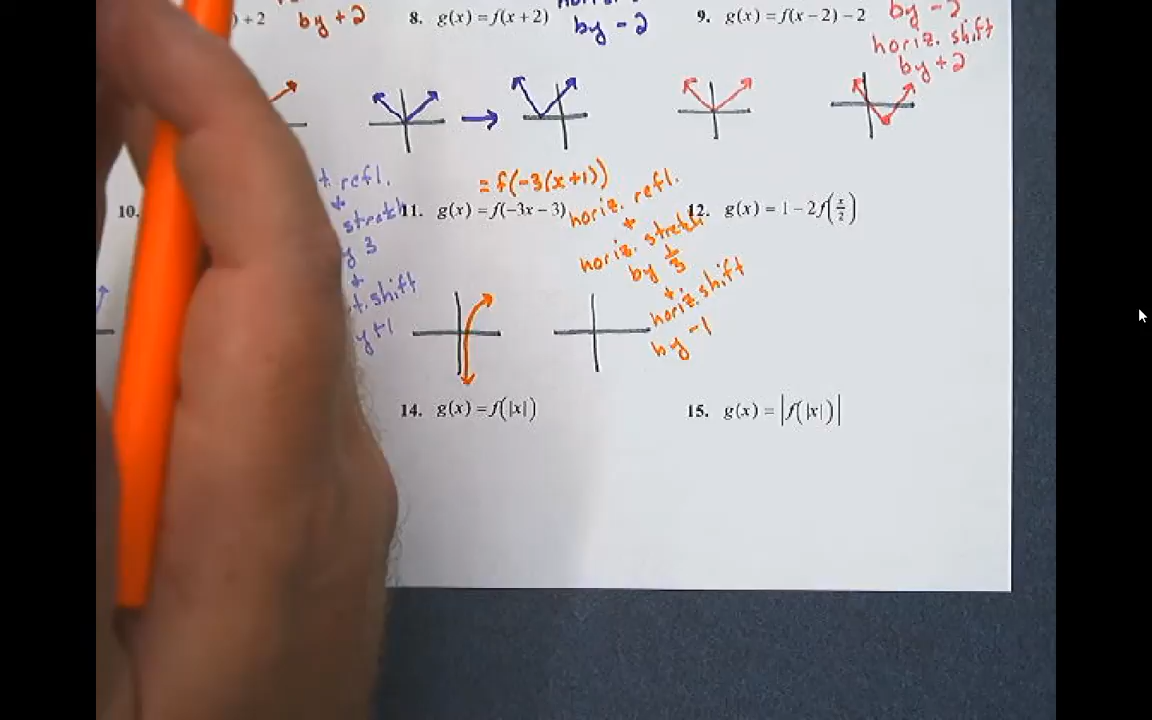 ) + 2
by + 2
8. g(x) = f(x + 2)
by - 2
9. g(x) = f(x − 2) − 2
by - 2
horiz. shift
by + 2
10.
refl.
+
stretch
y 3
+
t. shift
y +1
= f(-3(x+1))
11. g(x) = f(−3x − 3)
horiz. refl.
+
horiz. stretch
by 1/3
+
horiz. shift
by -1
12. g(x) = 1 − 2f(x/2)
14. g(x) = f(|x|)
15. g(x) = |f(|x|)|